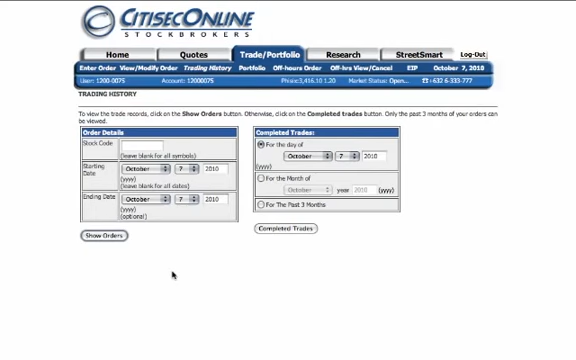 CITISECONLINE
STOCKBROKERS
Home Quotes Trade/Portfolio Research StreetSmart Log-Out
Enter Order View/Modify Order Trading History Portfolio Off-hours Order Off-hrs View/Cancel EIP October 7, 2010
User: 1200-0075 Account: 12000075 Market Status: Open...
TRADING HISTORY
To view the trade records, click on the Show Orders button. Otherwise, click on the Completed trades button. Only the past 3 months of your orders can
be viewed.
Order Details
Stock Code
(leave blank for all symbols)
Starting Date October 7 2010
(yyyy)
(leave blank for all dates)
Ending Date October 7 2010
(yyyy)
(optional)
Show Orders
Completed Trades:
For the day of
October 7 2010
(yyyy)
For the Month of
October year 2010 (yyyy)
For The Past 3 Months
Completed Trades